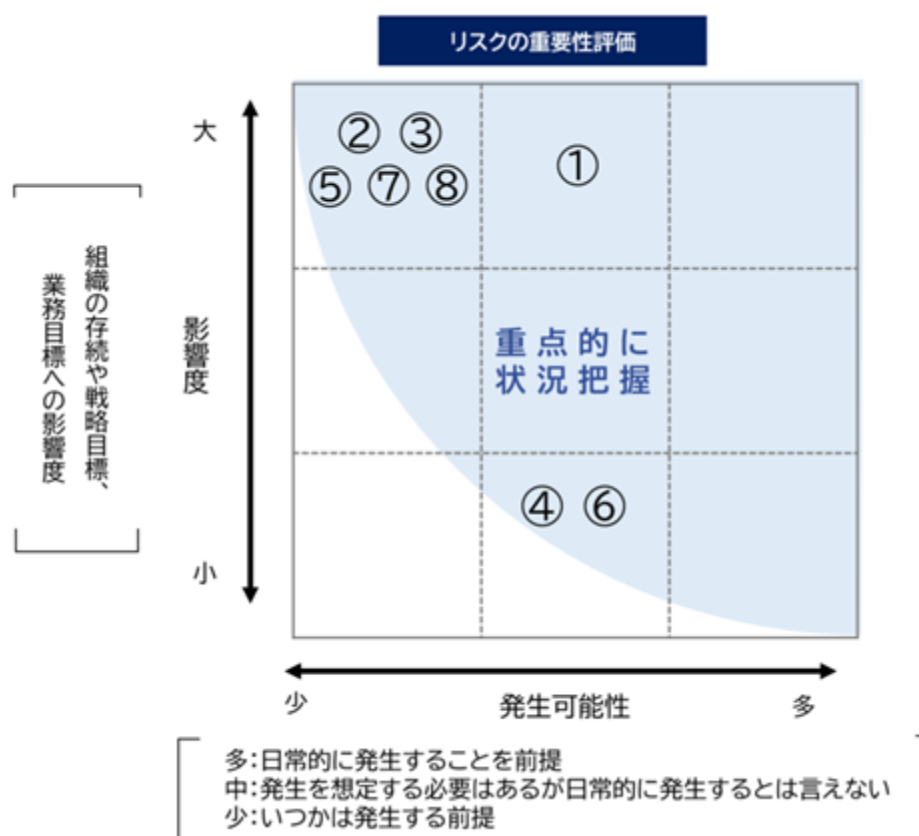 リスクの重要性評価
大
②③
①
⑤⑦⑧
組織の存続や戦略目標、
業務目標への影響度
影響度
重点的に
状況把握
④⑥
小
少
発生可能性
多
多:日常的に発生することを前提
中:発生を想定する必要はあるが日常的に発生するとは言えない
少:いつかは発生する前提